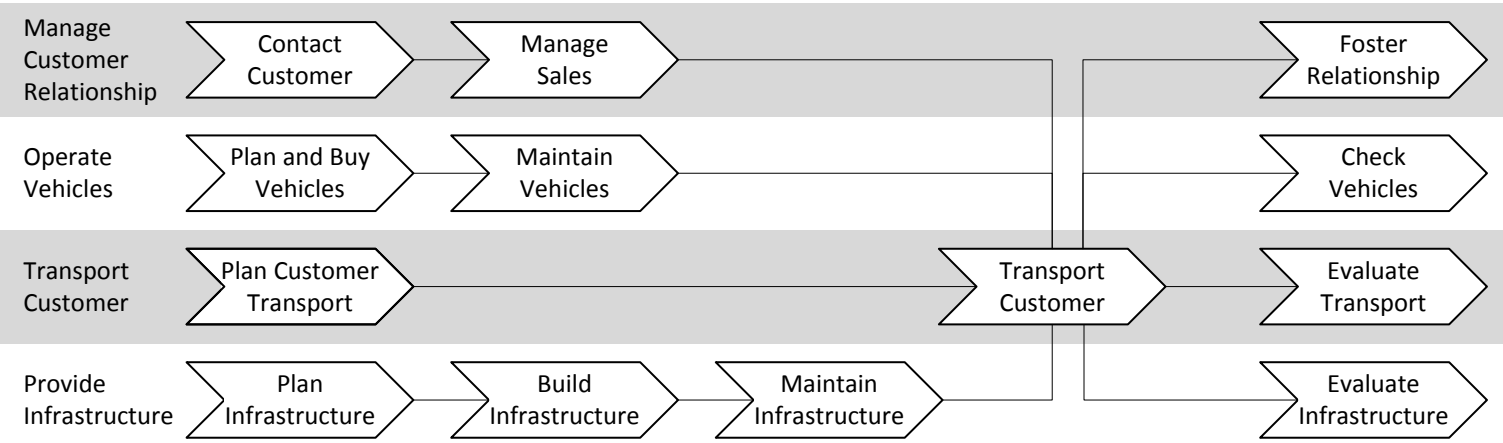 Manage
Customer
Relationship
Contact
Customer
Manage
Sales
Foster
Relationship
Operate
Vehicles
Plan and Buy
Vehicles
Maintain
Vehicles
Check
Vehicles
Transport
Customer
Plan Customer
Transport
Transport
Customer
Evaluate
Transport
Provide
Infrastructure
Plan
Infrastructure
Build
Infrastructure
Maintain
Infrastructure
Evaluate
Infrastructure